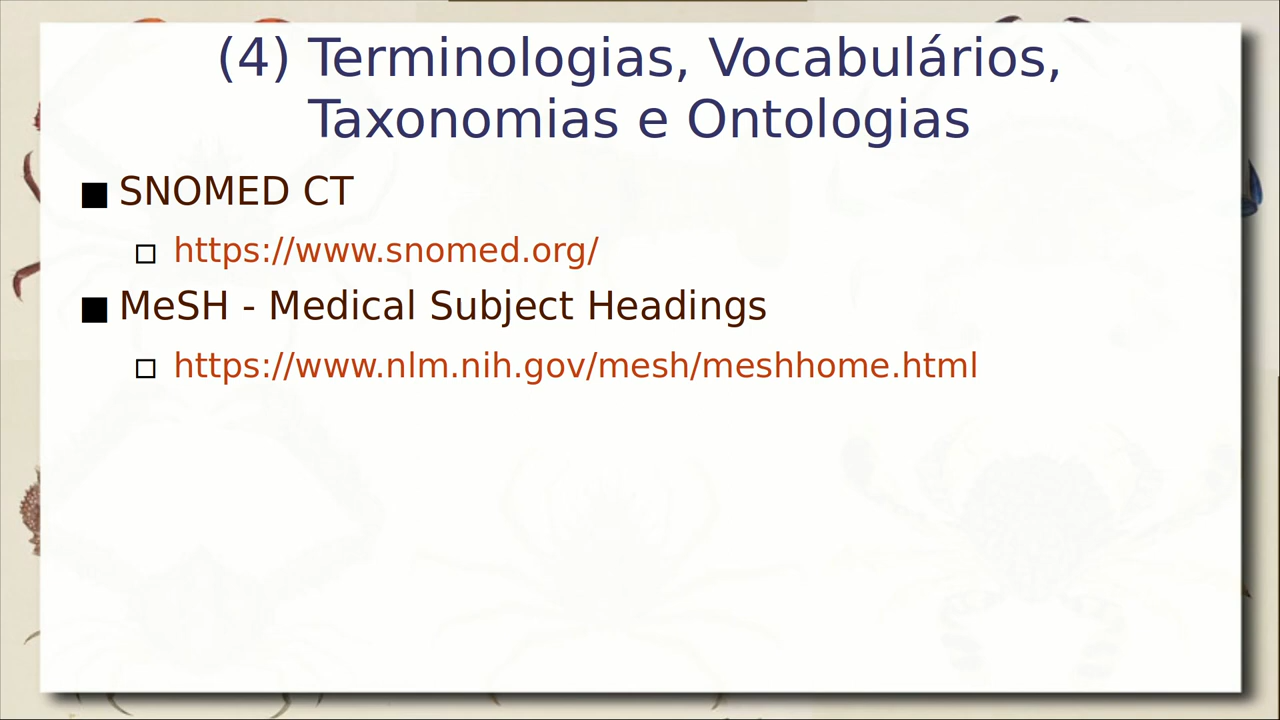 (4) Terminologias, Vocabulários,
Taxonomias e Ontologias
SNOMED CT
https://www.snomed.org/
MeSH - Medical Subject Headings
https://www.nlm.nih.gov/mesh/meshhome.html